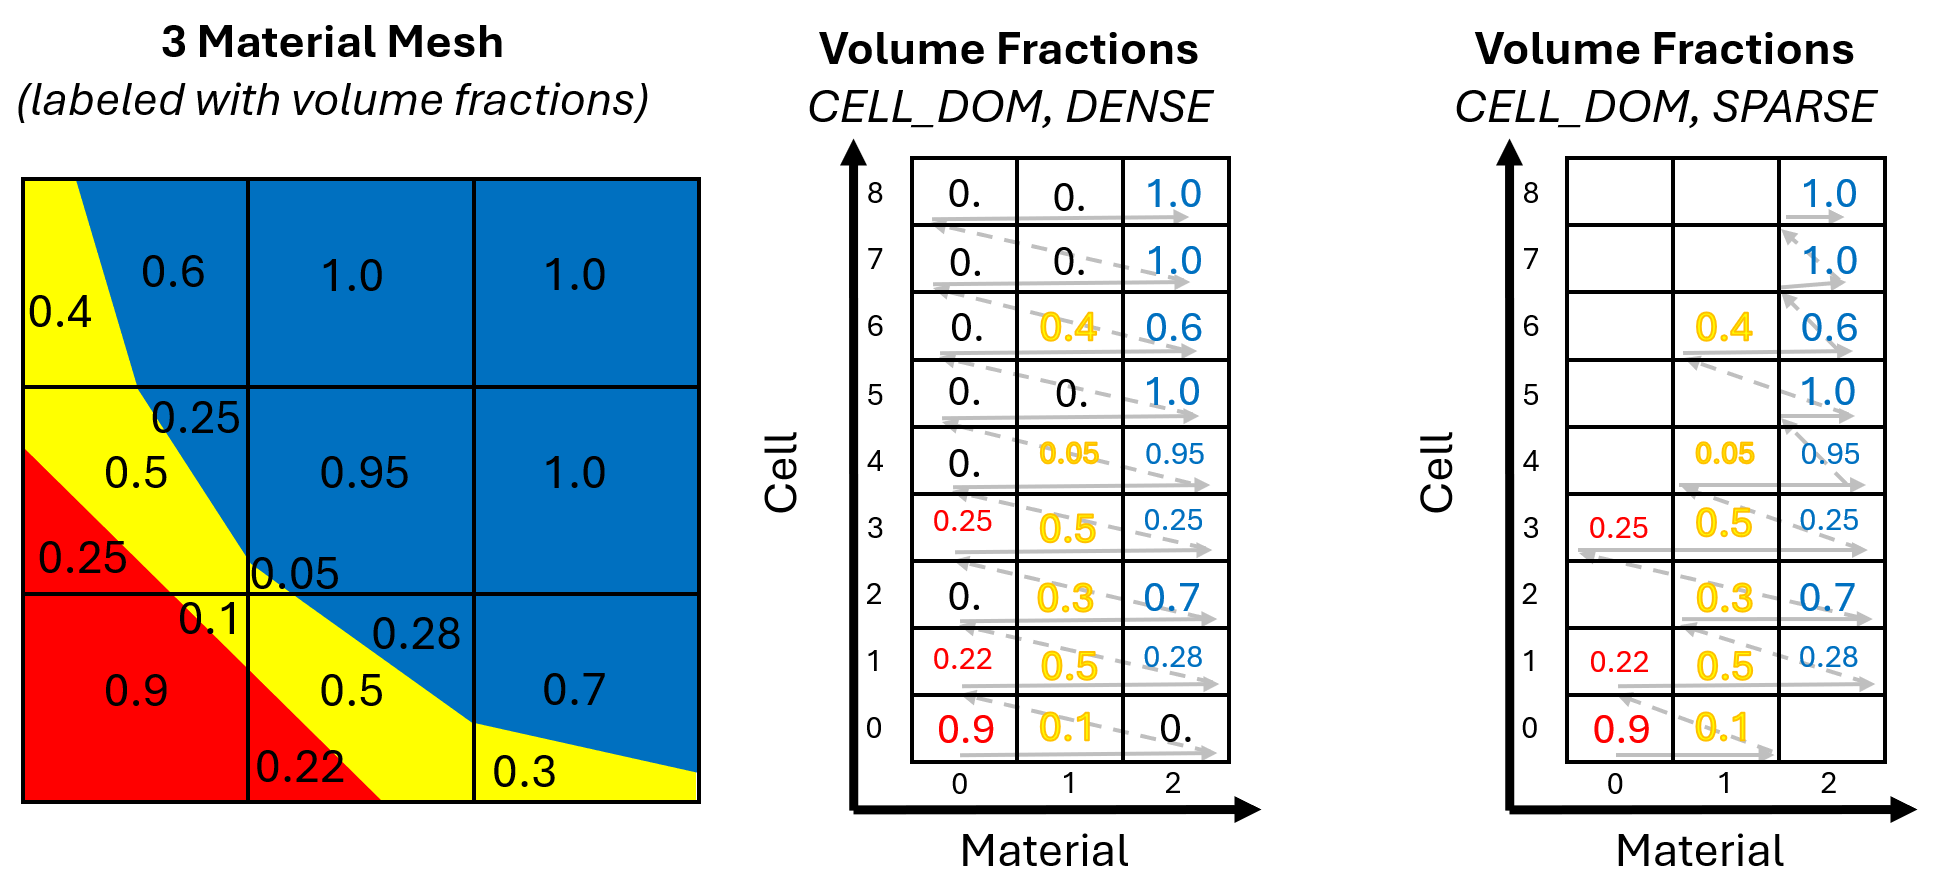 3 Material Mesh
(labeled with volume fractions)
0.6 1.0 1.0
0.4
0.25
0.5 0.95 1.0
0.25 0.05
0.1 0.28
0.9 0.5 0.7
0.22 0.3
Volume Fractions
CELL_DOM, DENSE
8 0. 0. 1.0
7 0. 0. 1.0
6 0. 0.4 0.6
5 0. 0. 1.0
4 0. 0.05 0.95
3 0.25 0.5 0.25
2 0. 0.3 0.7
1 0.22 0.5 0.28
0 0.9 0.1 0.
0 1 2
Cell
Material
Volume Fractions
CELL_DOM, SPARSE
8 1.0
7 1.0
6 0.4 0.6
5 1.0
4 0.05 0.95
3 0.25 0.5 0.25
2 0.3 0.7
1 0.22 0.5 0.28
0 0.9 0.1
0 1 2
Cell
Material